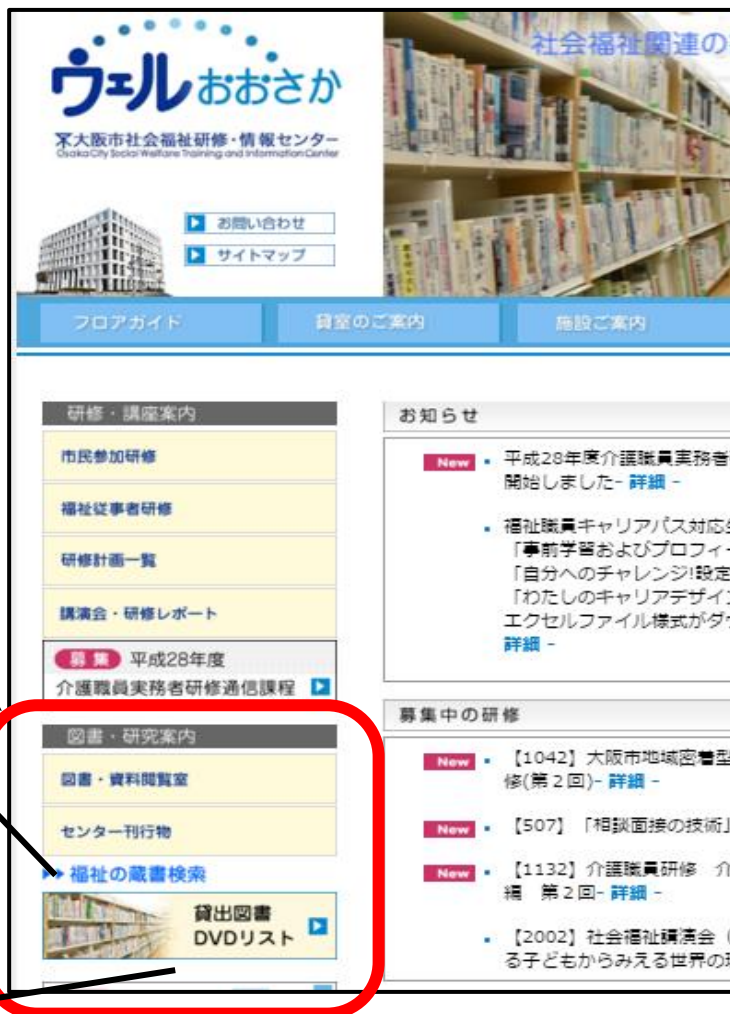 ウェルおおさか
大阪市社会福祉研修・情報センター
Osaka City Social Welfare Training and Information Center
社会福祉関連の
お問い合わせ
サイトマップ
フロアガイド
貸室のご案内
施設ご案内
研修・講座案内
市民参加研修
福祉従事者研修
研修計画一覧
講演会・研修レポート
募集 平成28年度
介護職員実務者研修通信課程
図書・研究案内
図書・資料閲覧室
センター刊行物
福祉の蔵書検索
貸出図書
DVDリスト
お知らせ
New 平成28年度介護職員実務者
開始しました- 詳細 -
福祉職員キャリアパス対応
「事前学習およびプロフィー
「自分へのチャレンジ!設定
「わたしのキャリアデザイ
エクセルファイル様式がダ
詳細 -
募集中の研修
New 【1042】大阪市地域密着型
修(第2回)- 詳細 -
New 【507】「相談面接の技術」
New 【1132】介護職員研修 介
編 第2回- 詳細 -
【2002】社会福祉講演会（
る子どもからみえる世界の